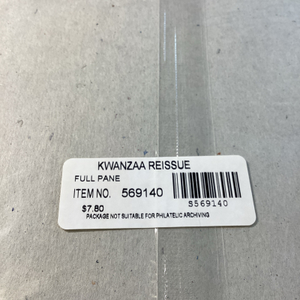 KWANZAA REISSUE
FULL PANE
ITEM NO. 569140
S569140
$7.80
PACKAGE NOT SUITABLE FOR PHILATELIC ARCHIVING